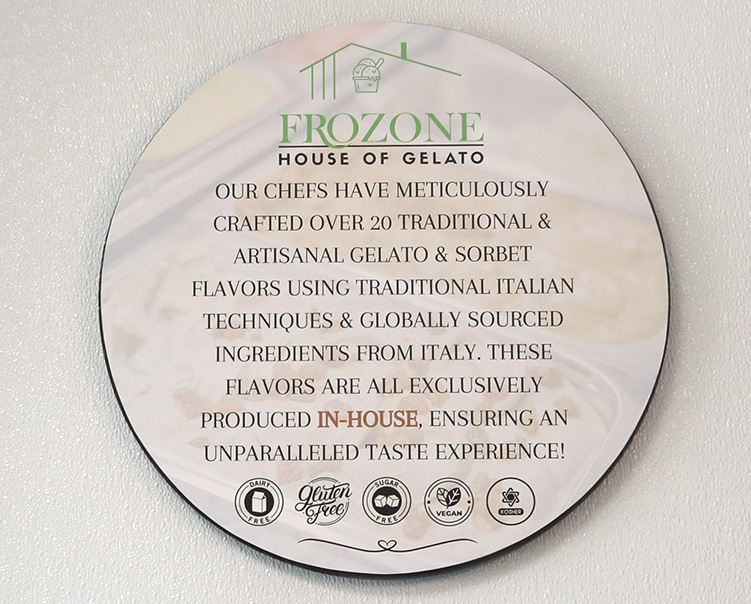 FROZONE
HOUSE OF GELATO
OUR CHEFS HAVE METICULOUSLY
CRAFTED OVER 20 TRADITIONAL &
ARTISANAL GELATO & SORBET
FLAVORS USING TRADITIONAL ITALIAN
TECHNIQUES & GLOBALLY SOURCED
INGREDIENTS FROM ITALY. THESE
FLAVORS ARE ALL EXCLUSIVELY
PRODUCED IN-HOUSE, ENSURING AN
UNPARALLELED TASTE EXPERIENCE!
DAIRY
FREE
Gluten
Free
SUGAR
FREE
VEGAN
KOSHER